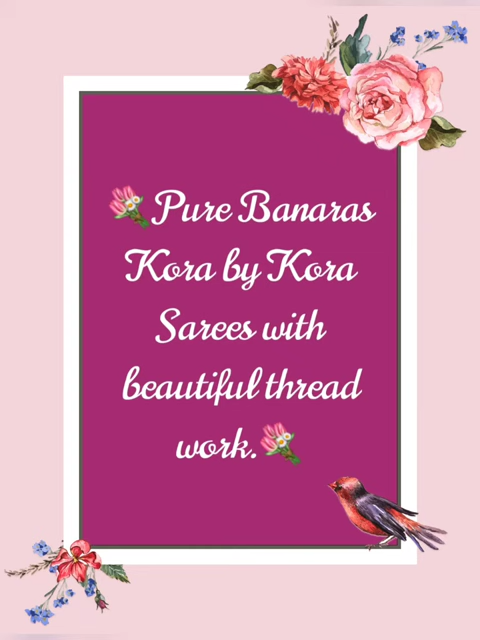 💐Pure Banaras
Kora by Kora
Sarees with
beautiful thread
work.💐